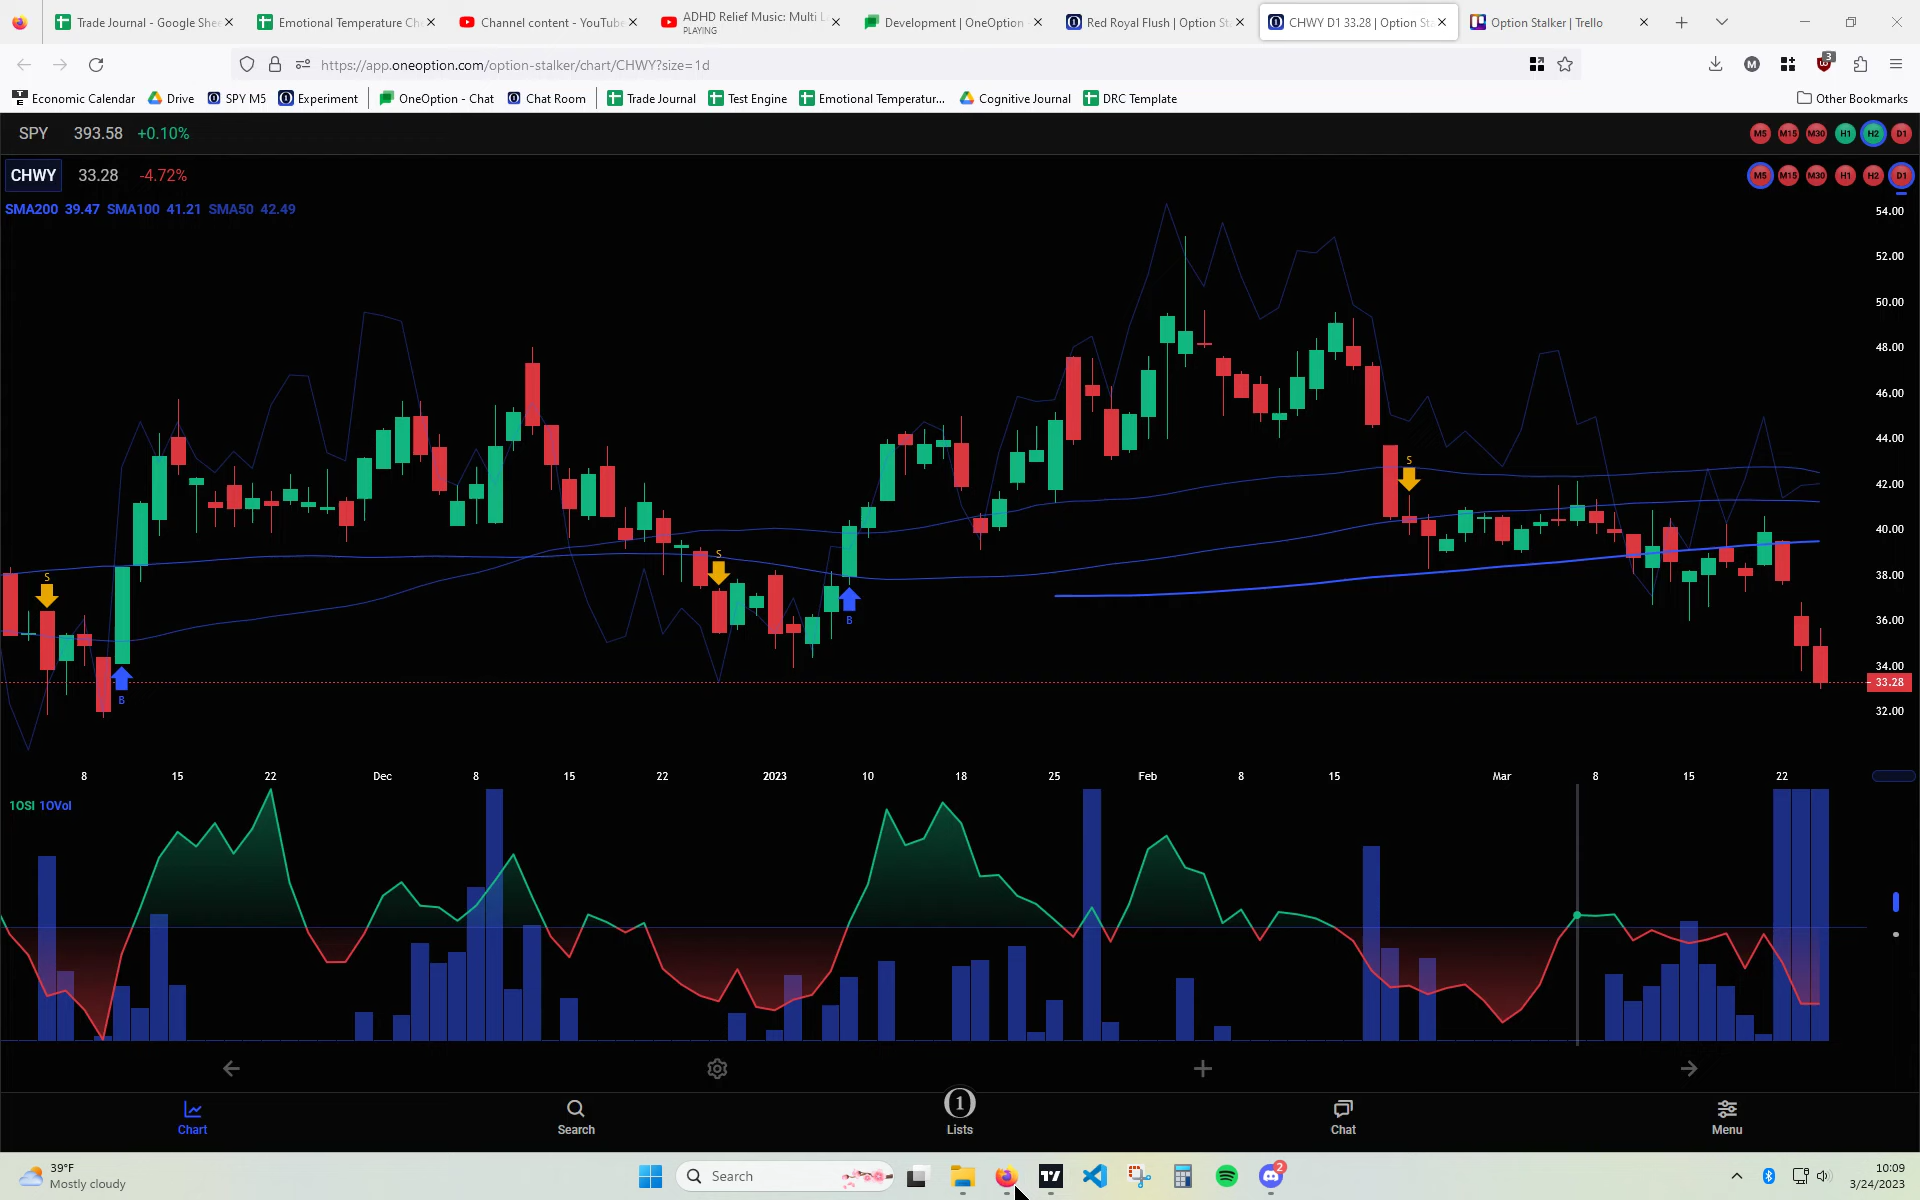 Trade Journal - Google Shee
Emotional Temperature Che
Channel content - YouTube
ADHD Relief Music: Multi L
PLAYING
Development | OneOption -
Red Royal Flush | Option St
CHWY D1 33.28 | Option St
Option Stalker | Trello
https://app.oneoption.com/option-stalker/chart/CHWY?size=1d
M
3
Economic Calendar
Drive
SPY M5
Experiment
OneOption - Chat
Chat Room
Trade Journal
Test Engine
Emotional Temperatur...
Cognitive Journal
DRC Template
Other Bookmarks
SPY 393.58 +0.10%
M5 M15 M30 H1 H2 D1
CHWY 33.28 -4.72%
M5 M15 M30 H1 H2 D1
SMA200 39.47 SMA100 41.21 SMA50 42.49
54.00
52.00
50.00
48.00
46.00
44.00
S
42.00
40.00
S
38.00
S
36.00
B
34.00
33.28
B
32.00
8 15 22 Dec 8 15 22 2023 10 18 25 Feb 8 15 Mar 8 15 22
1OSI 1OVol
Chart
Search
1
Lists
Chat
Menu
39°F
Mostly cloudy
Search
2
10:09
3/24/2023